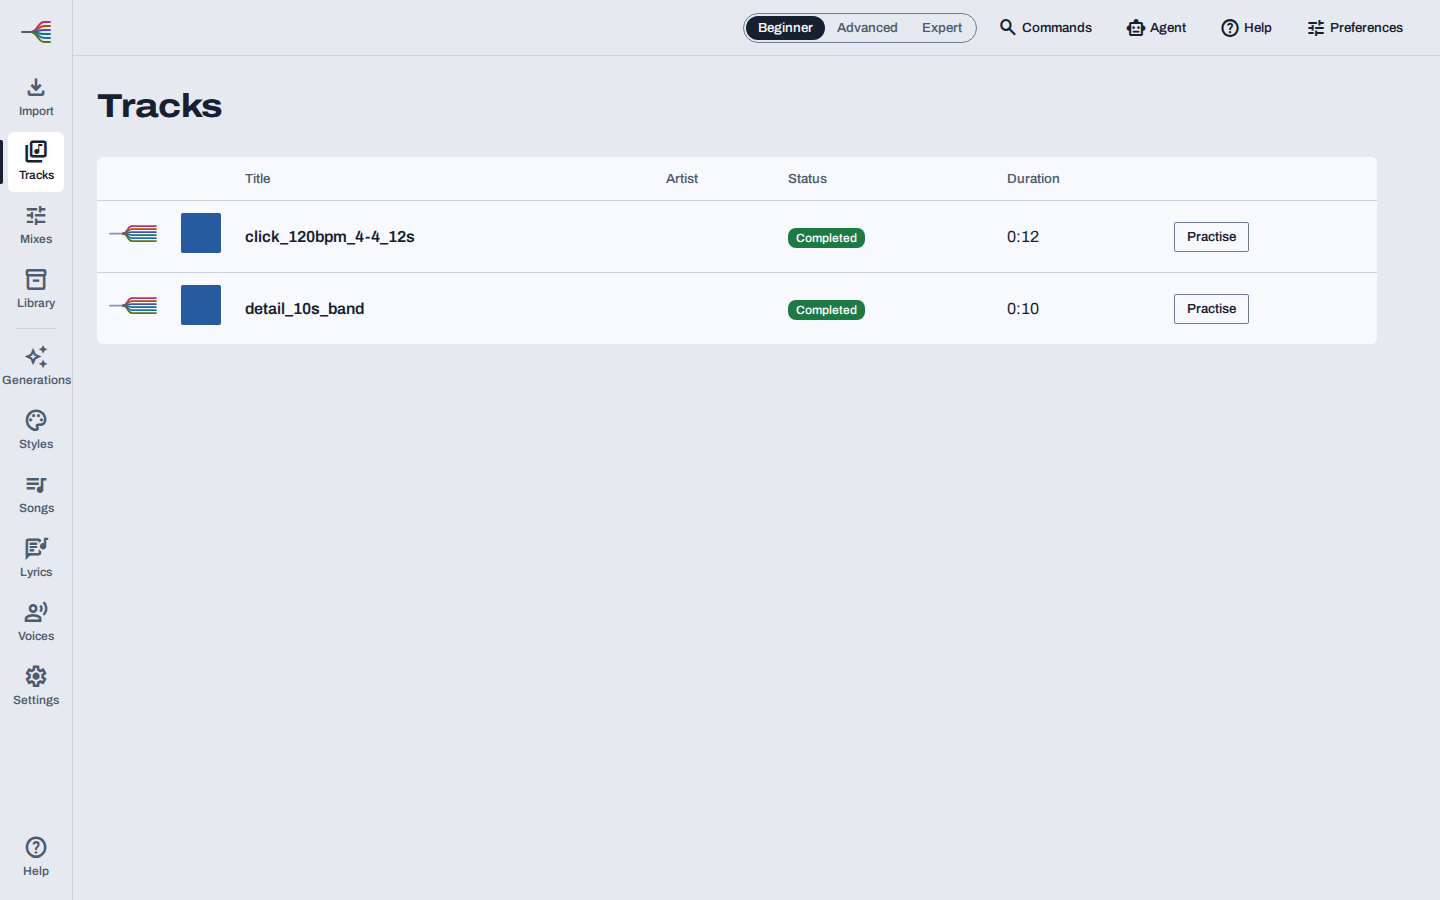 Beginner Advanced Expert Commands Agent Help Preferences
Import
Tracks
Mixes
Library
Generations
Styles
Songs
Lyrics
Voices
Settings
Help
Tracks
Title Artist Status Duration
click_120bpm_4-4_12s Completed 0:12 Practise
detail_10s_band Completed 0:10 Practise